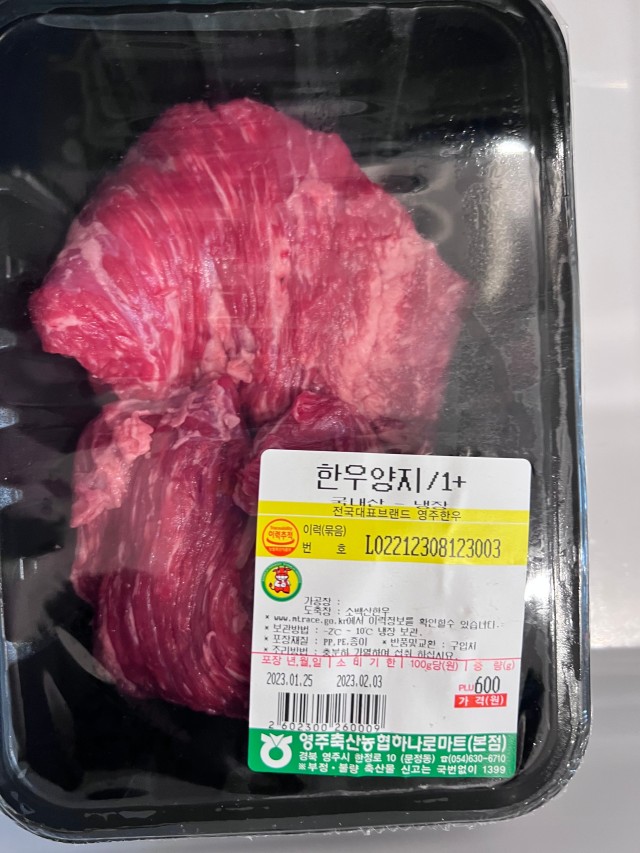 한우양지/1+
국내산 - 냉장
전국대표브랜드 영주한우
이력추적
이력(묶음)
번 호 L02212308123003
가공장 :
도축장 : 소백산한우
* www.mtrace.go.kr에서 이력정보를 확인할수 있습니다.
* 보관방법 : -2℃ ~ 10℃ 냉장 보관.
* 포장재질 : PP,PE,종이 * 반품및교환 : 구입처
* 조리방법 : 충분히 가열하여 섭취 하십시요
포장 년,월,일 소 비 기 한 100g당(원) 중 량(g)
2023.01.25 2023.02.03
PLU 600
가 격(원)
2 602300 260009
영주축산농협하나로마트(본점)
경북 영주시 한정로 10 (문정동) ☎(054)630-6710
※부정·불량 축산물 신고는 국번없이 1399